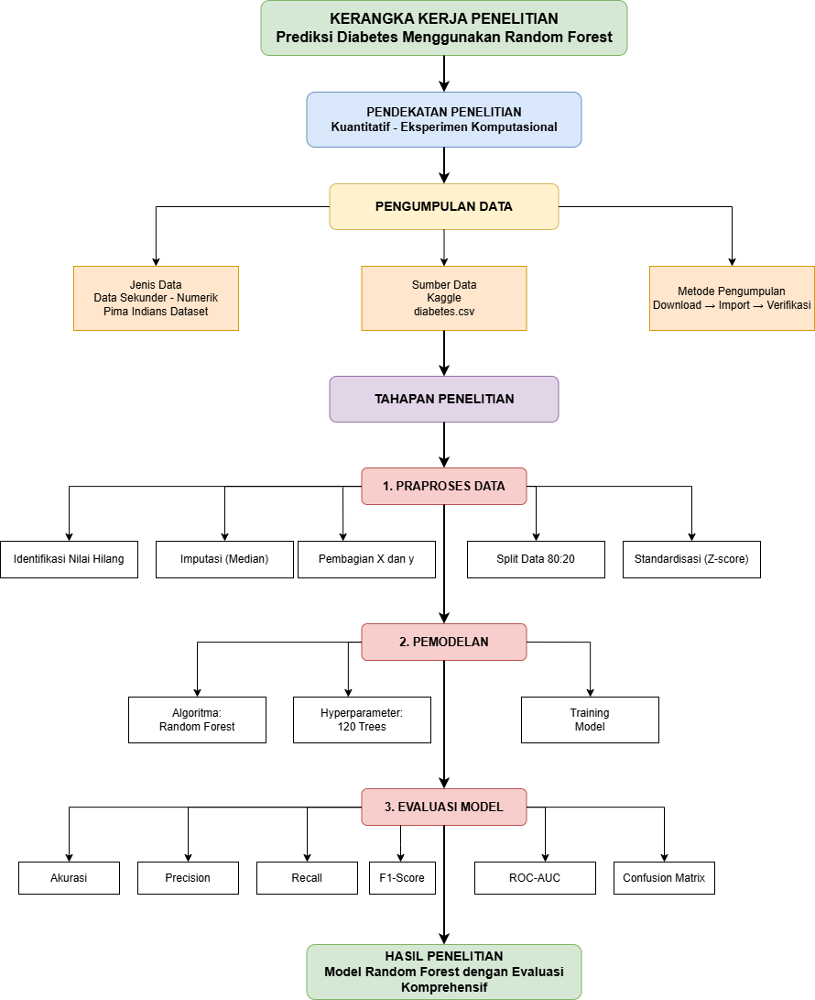 KERANGKA KERJA PENELITIAN
Prediksi Diabetes Menggunakan Random Forest
PENDEKATAN PENELITIAN
Kuantitatif - Eksperimen Komputasional
PENGUMPULAN DATA
Jenis Data
Data Sekunder - Numerik
Pima Indians Dataset
Sumber Data
Kaggle
diabetes.csv
Metode Pengumpulan
Download → Import → Verifikasi
TAHAPAN PENELITIAN
1. PRAPROSES DATA
Identifikasi Nilai Hilang
Imputasi (Median)
Pembagian X dan y
Split Data 80:20
Standardisasi (Z-score)
2. PEMODELAN
Algoritma:
Random Forest
Hyperparameter:
120 Trees
Training
Model
3. EVALUASI MODEL
Akurasi
Precision
Recall
F1-Score
ROC-AUC
Confusion Matrix
HASIL PENELITIAN
Model Random Forest dengan Evaluasi
Komprehensif